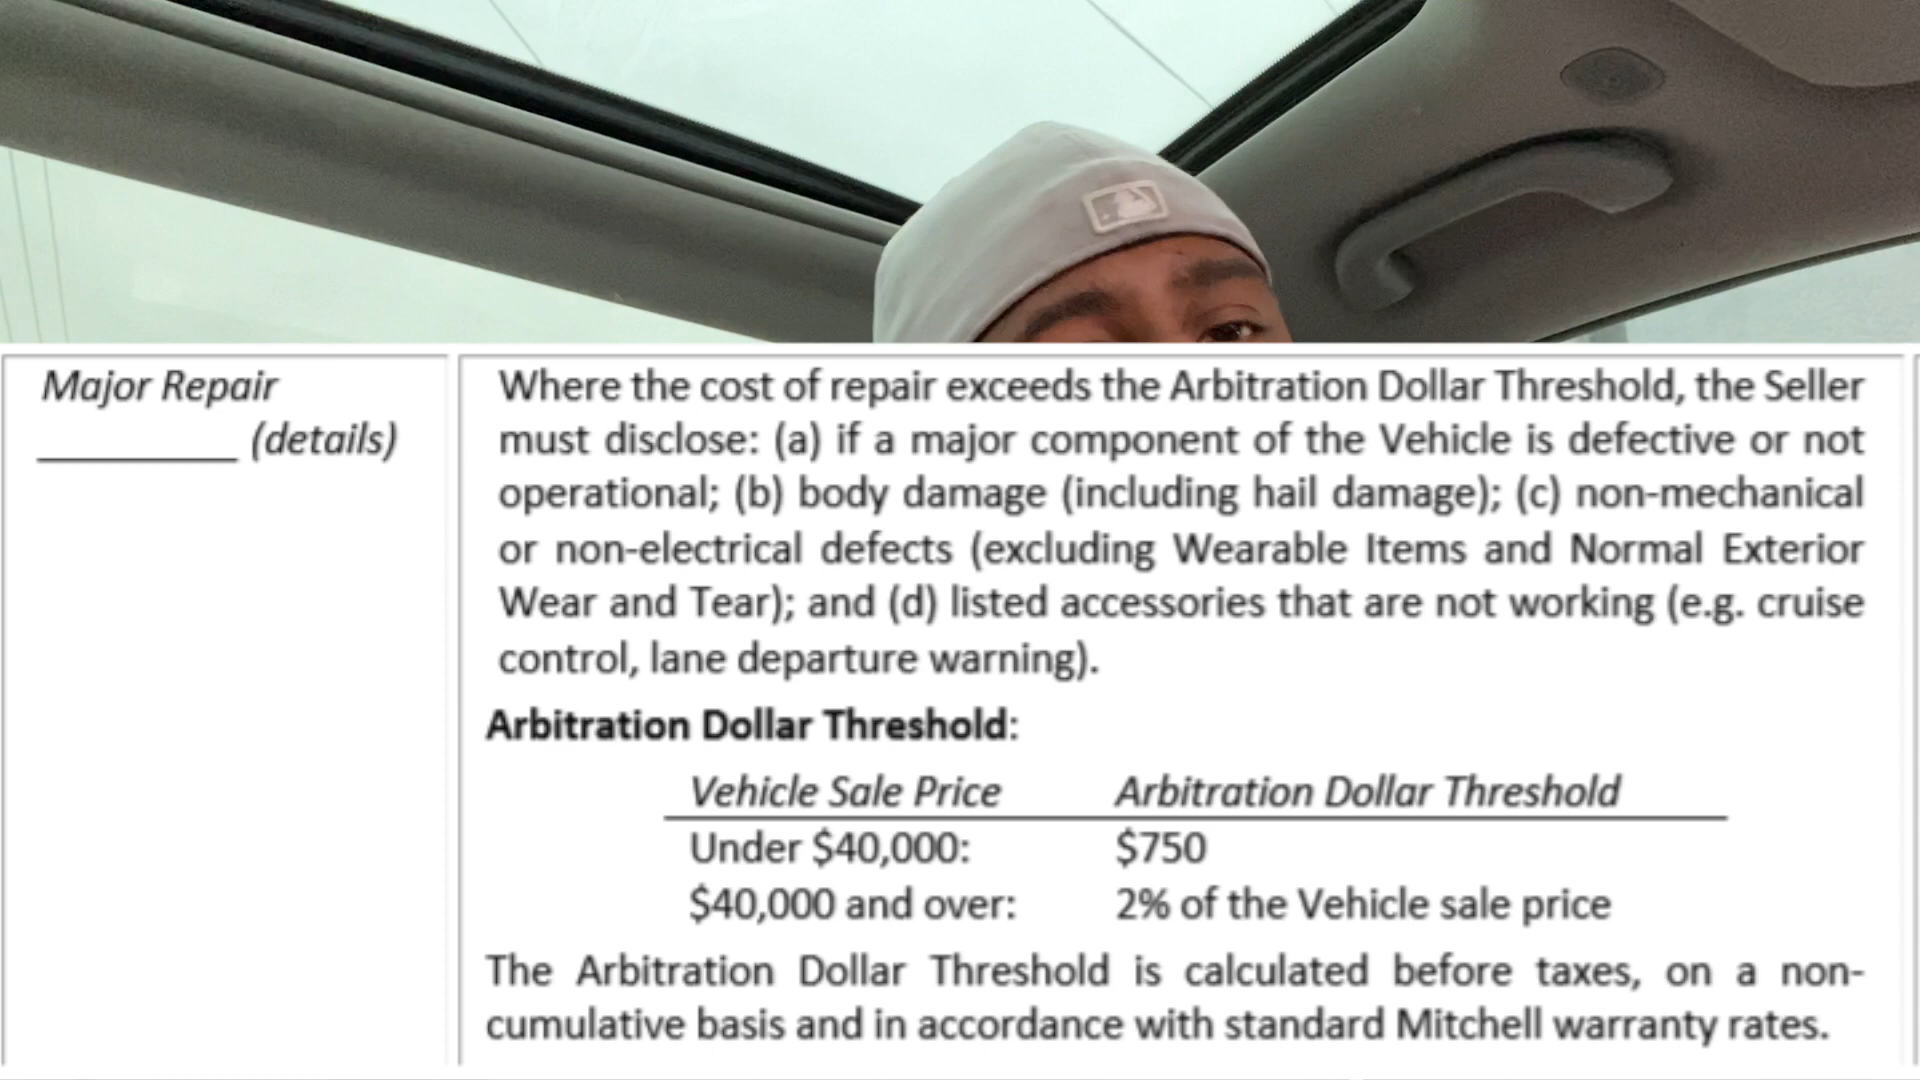 Major Repair
__________ (details)
Where the cost of repair exceeds the Arbitration Dollar Threshold, the Seller
must disclose: (a) if a major component of the Vehicle is defective or not
operational; (b) body damage (including hail damage); (c) non-mechanical
or non-electrical defects (excluding Wearable Items and Normal Exterior
Wear and Tear); and (d) listed accessories that are not working (e.g. cruise
control, lane departure warning).
Arbitration Dollar Threshold:
Vehicle Sale Price Arbitration Dollar Threshold
Under $40,000: $750
$40,000 and over: 2% of the Vehicle sale price
The Arbitration Dollar Threshold is calculated before taxes, on a non-
cumulative basis and in accordance with standard Mitchell warranty rates.